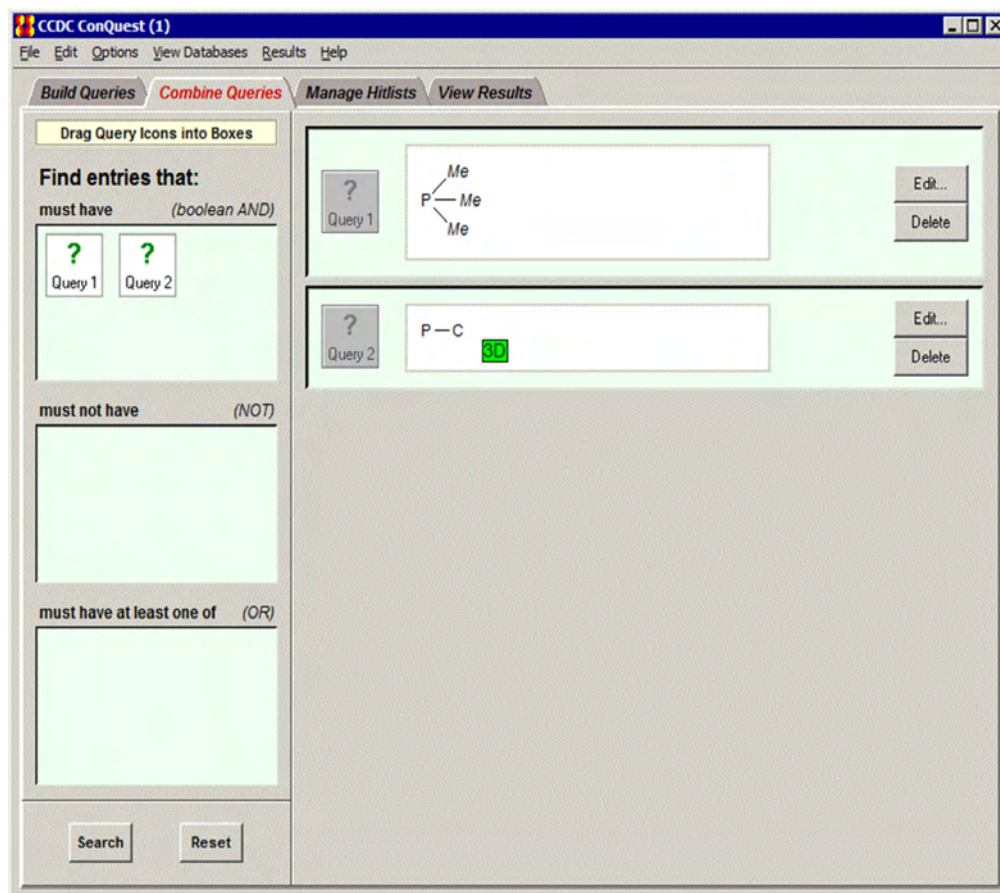 CCDC ConQuest (1)
File Edit Options View Databases Results Help
Build Queries Combine Queries Manage Hitlists View Results
Drag Query Icons into Boxes
Find entries that:
must have (boolean AND)
? ?
Query 1 Query 2
must not have (NOT)
must have at least one of (OR)
Search Reset
?
Query 1
Me
P Me
Me
Edit...
Delete
?
Query 2
P C
3D
Edit...
Delete